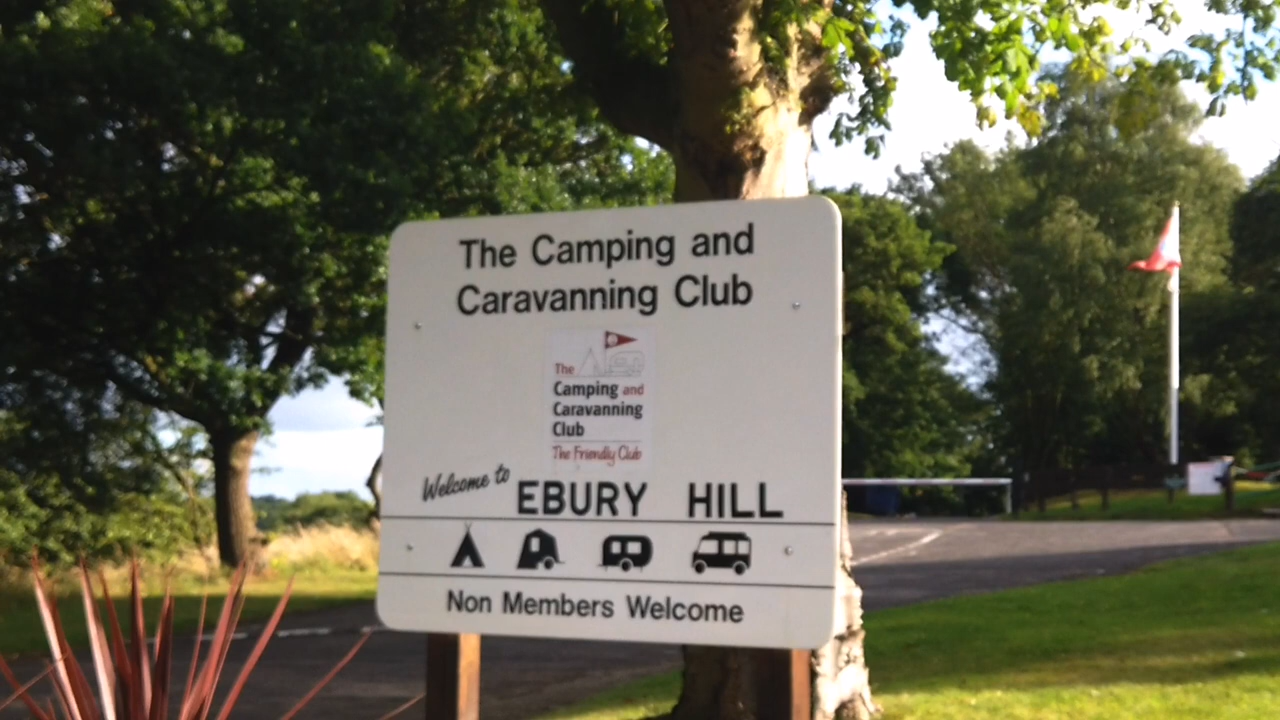 The Camping and
Caravanning Club
The
Camping and
Caravanning
Club
The Friendly Club
Welcome to EBURY HILL
Non Members Welcome